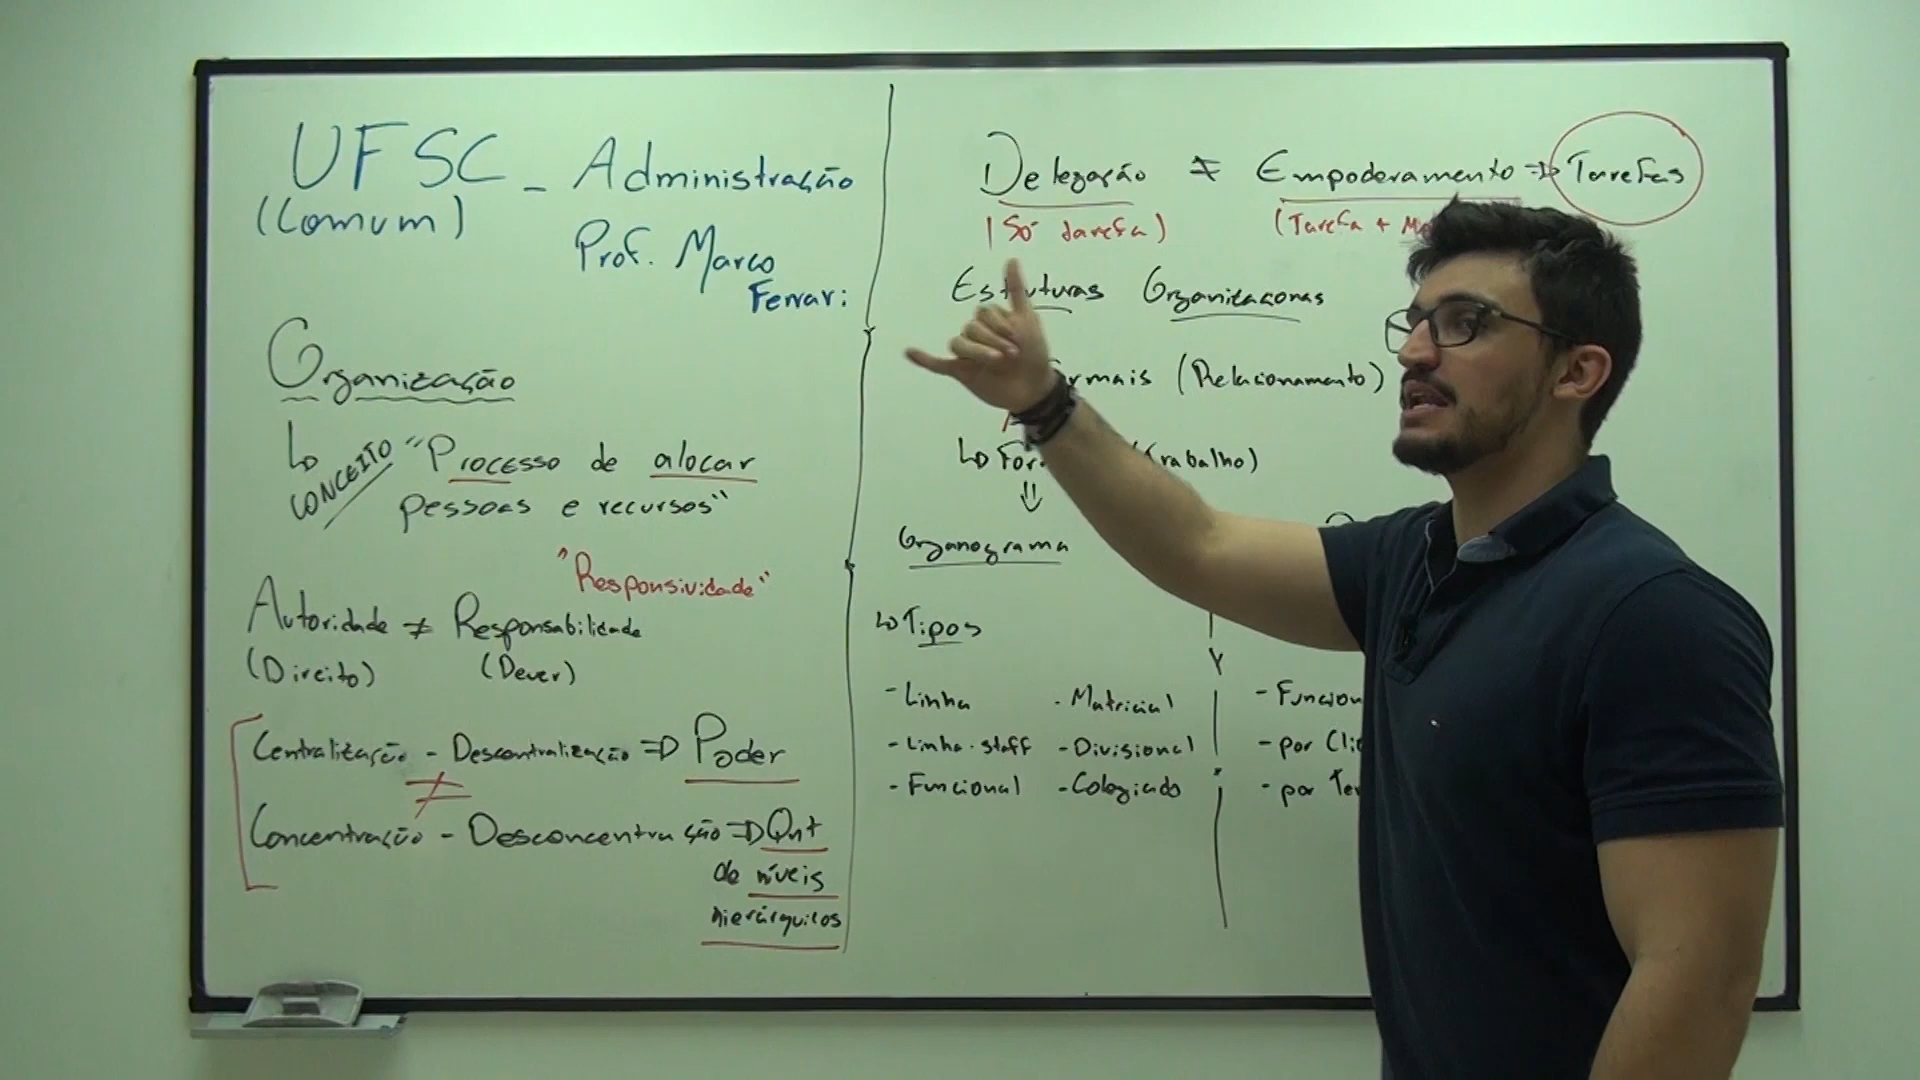 UFSC - Administração
(Comum)
Prof. Marco
Ferrari
Organização
CONCEITO "Processo de alocar
pessoas e recursos"
"Responsividade"
Autoridade ≠ Responsabilidade
(Direito) (Dever)
Centralização - Descentralização => Poder
≠
Concentração - Desconcentração => Qnt
de níveis
hierárquicos
Delegação ≠ Empoderamento => Tarefas
(Só tarefa) (Tarefa +
Estruturas Organizacionas
(Relacionamento)
Organograma
Tipos
- Linha - Matricial
- Linha-staff - Divisional
- Funcional - Colegiado
- Funcion
- por
- por